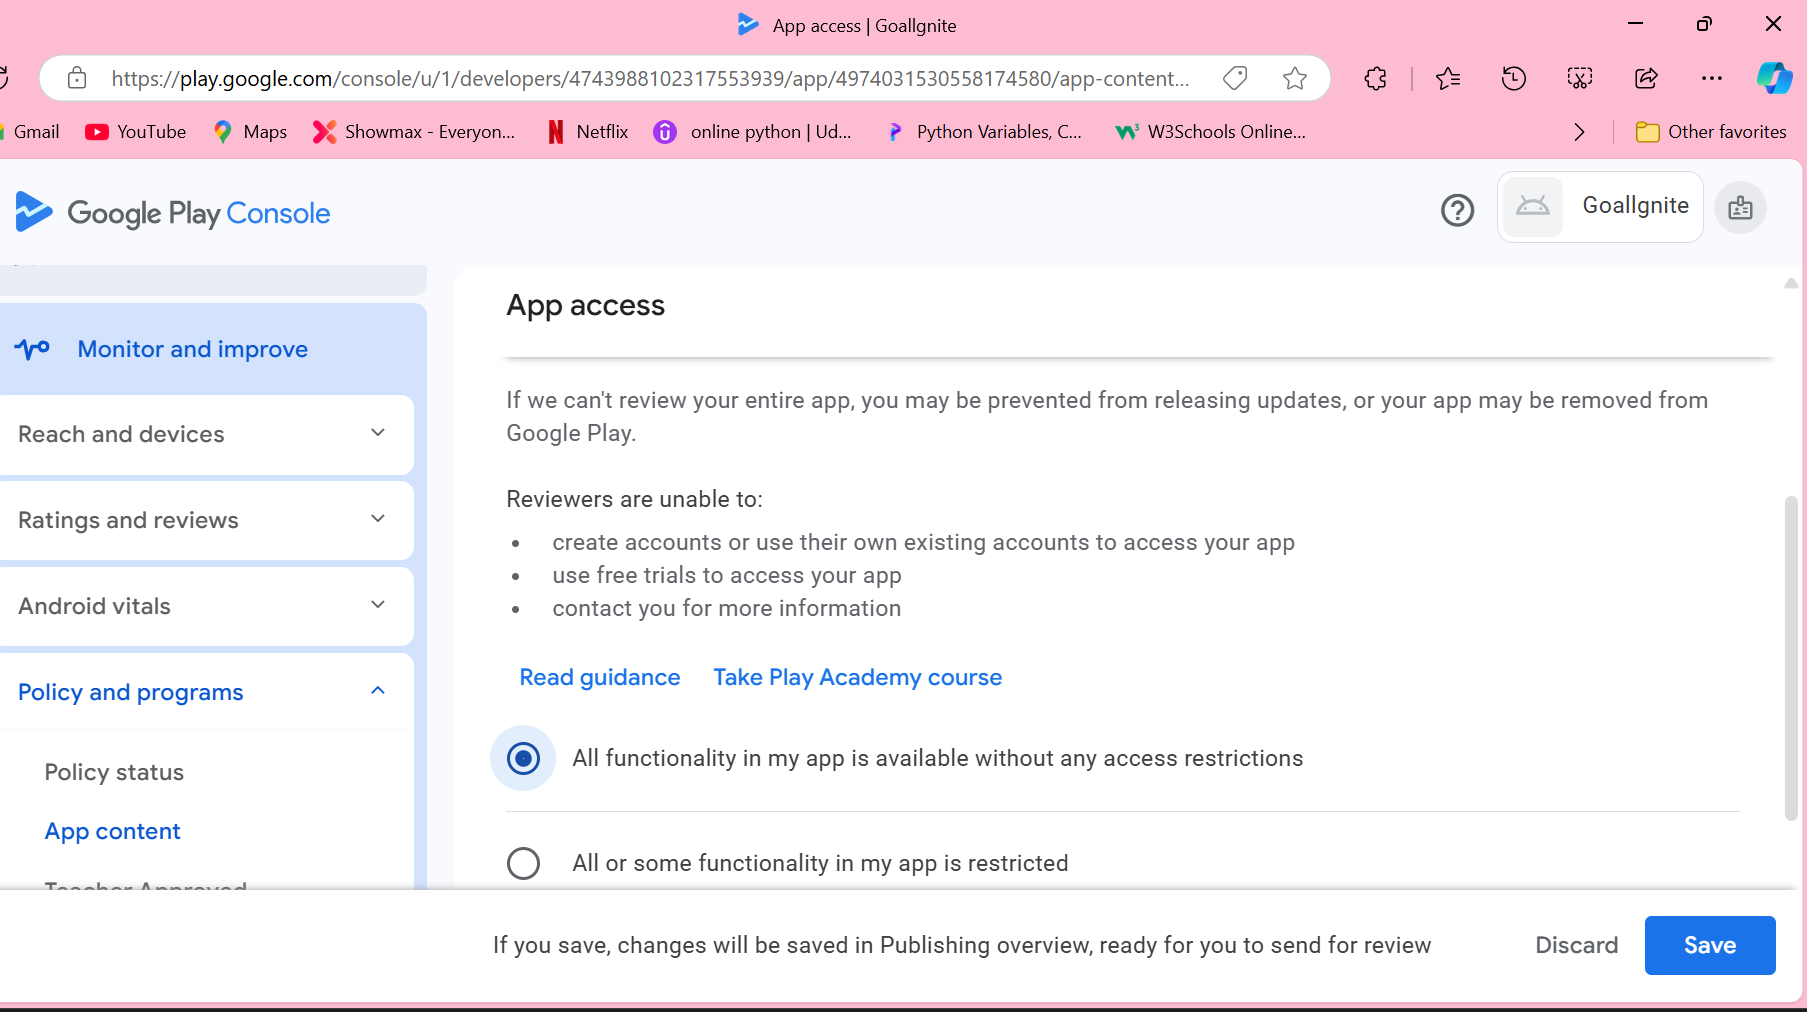 App access | GoalIgnite
https://play.google.com/console/u/1/developers/4743988102317553939/app/4974031530558174580/app-content...
Gmail YouTube Maps Showmax - Everyon... Netflix online python | Ud... Python Variables, C... W3Schools Online... Other favorites
Google Play Console
GoalIgnite
App access
Monitor and improve
Reach and devices
Ratings and reviews
Android vitals
Policy and programs
Policy status
App content
Teacher Approved
If we can't review your entire app, you may be prevented from releasing updates, or your app may be removed from
Google Play.
Reviewers are unable to:
• create accounts or use their own existing accounts to access your app
• use free trials to access your app
• contact you for more information
Read guidance Take Play Academy course
All functionality in my app is available without any access restrictions
All or some functionality in my app is restricted
If you save, changes will be saved in Publishing overview, ready for you to send for review
Discard Save